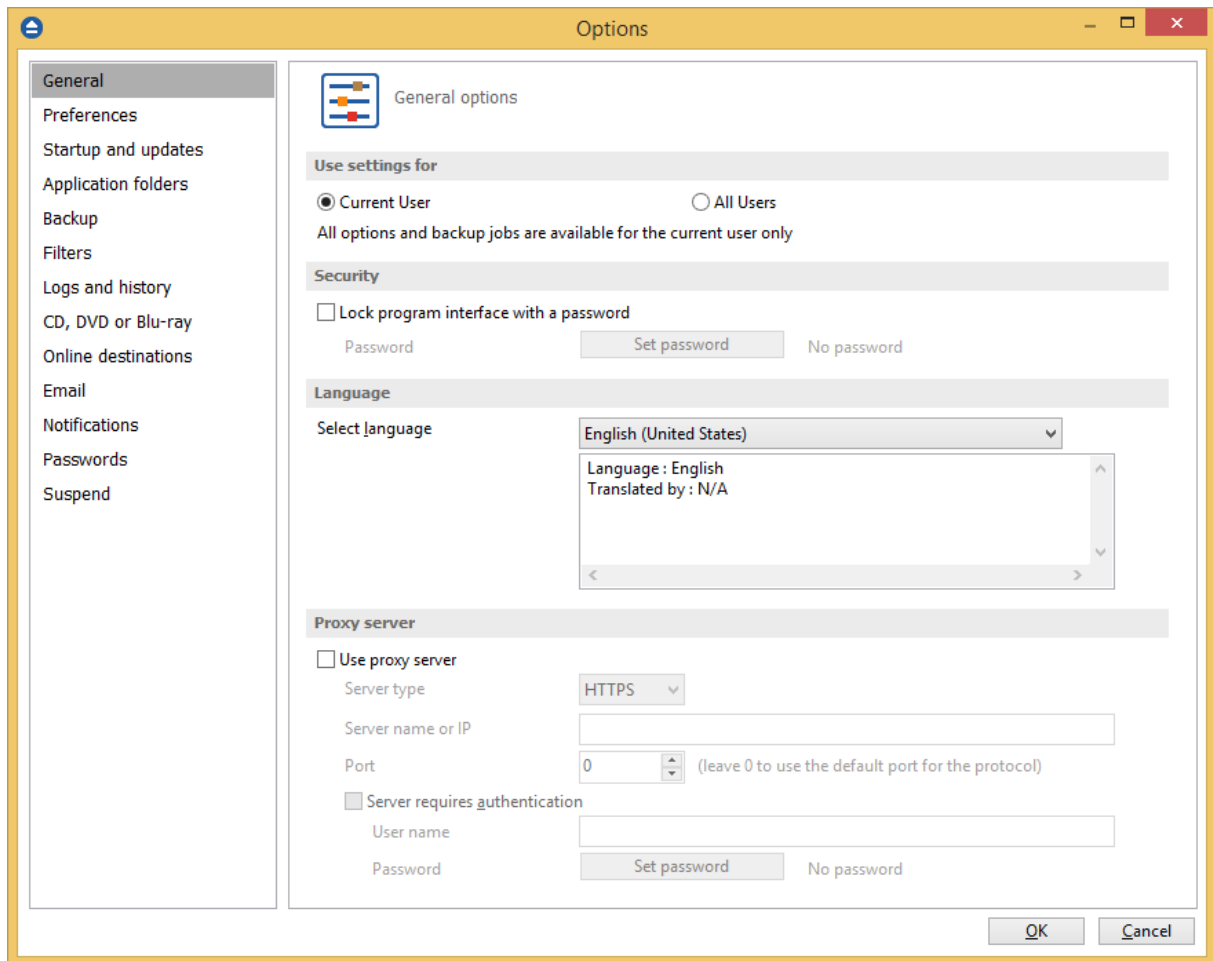 Options
General
Preferences
Startup and updates
Application folders
Backup
Filters
Logs and history
CD, DVD or Blu-ray
Online destinations
Email
Notifications
Passwords
Suspend
General options
Use settings for
Current User All Users
All options and backup jobs are available for the current user only
Security
Lock program interface with a password
Password Set password No password
Language
Select language English (United States)
Language : English
Translated by : N/A
Proxy server
Use proxy server
Server type HTTPS
Server name or IP
Port 0 (leave 0 to use the default port for the protocol)
Server requires authentication
User name
Password Set password No password
OK Cancel